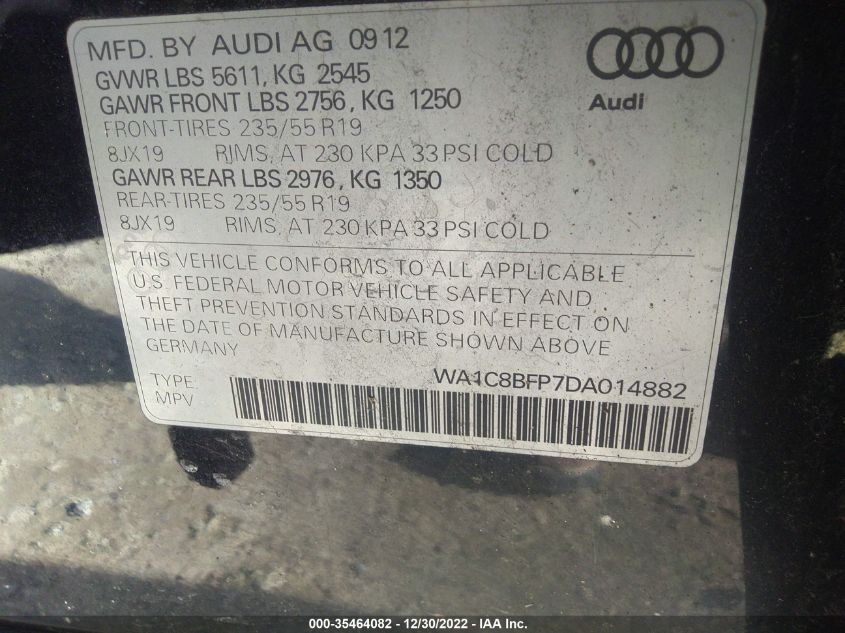 MFD. BY AUDI AG 09 12
GVWR LBS 5611, KG 2545
GAWR FRONT LBS 2756, KG 1250
FRONT-TIRES 235/55 R19
8JX19 RIMS, AT 230 KPA 33 PSI COLD
GAWR REAR LBS 2976, KG 1350
REAR-TIRES 235/55 R19
8JX19 RIMS, AT 230 KPA 33 PSI COLD
Audi
THIS VEHICLE CONFORMS TO ALL APPLICABLE
U.S. FEDERAL MOTOR VEHICLE SAFETY AND
THEFT PREVENTION STANDARDS IN EFFECT ON
THE DATE OF MANUFACTURE SHOWN ABOVE
GERMANY
TYPE WA1C8BFP7DA014882
MPV
000-35464082 - 12/30/2022 - IAA Inc.